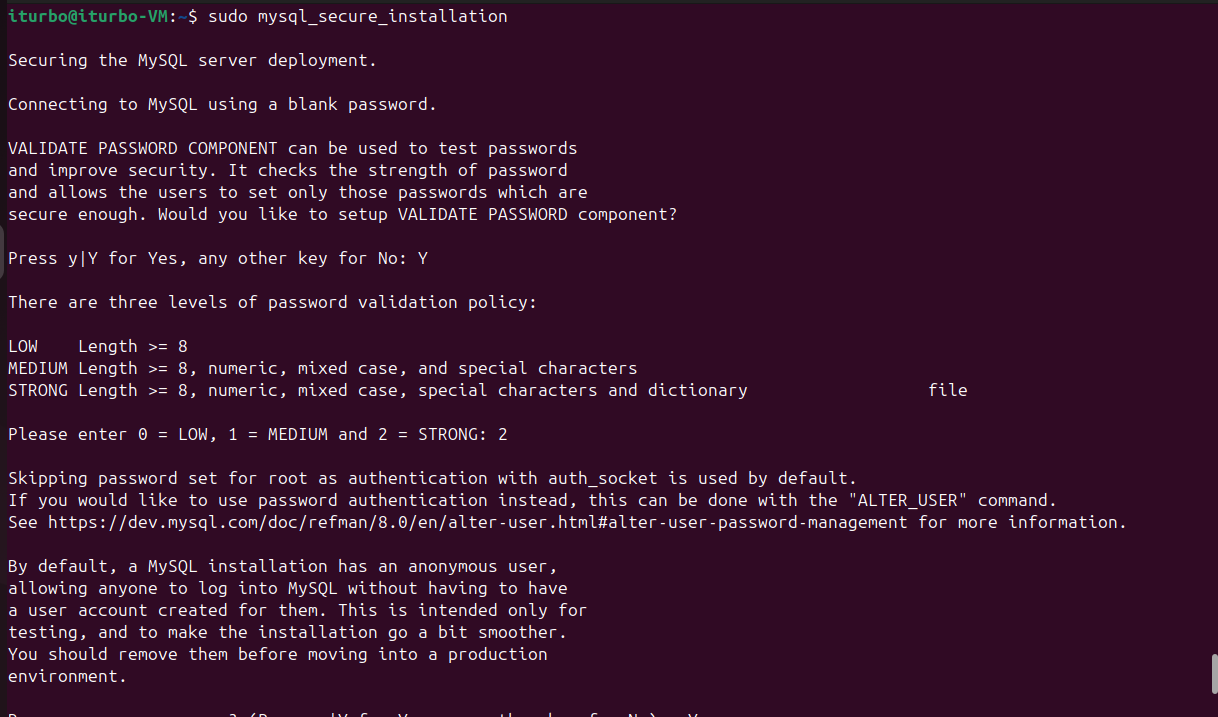 iturbo@iturbo-VM:~$ sudo mysql_secure_installation
Securing the MySQL server deployment.
Connecting to MySQL using a blank password.
VALIDATE PASSWORD COMPONENT can be used to test passwords
and improve security. It checks the strength of password
and allows the users to set only those passwords which are
secure enough. Would you like to setup VALIDATE PASSWORD component?
Press y|Y for Yes, any other key for No: Y
There are three levels of password validation policy:
LOW    Length >= 8
MEDIUM Length >= 8, numeric, mixed case, and special characters
STRONG Length >= 8, numeric, mixed case, special characters and dictionary                  file
Please enter 0 = LOW, 1 = MEDIUM and 2 = STRONG: 2
Skipping password set for root as authentication with auth_socket is used by default.
If you would like to use password authentication instead, this can be done with the "ALTER_USER" command.
See https://dev.mysql.com/doc/refman/8.0/en/alter-user.html#alter-user-password-management for more information.
By default, a MySQL installation has an anonymous user,
allowing anyone to log into MySQL without having to have
a user account created for them. This is intended only for
testing, and to make the installation go a bit smoother.
You should remove them before moving into a production
environment.